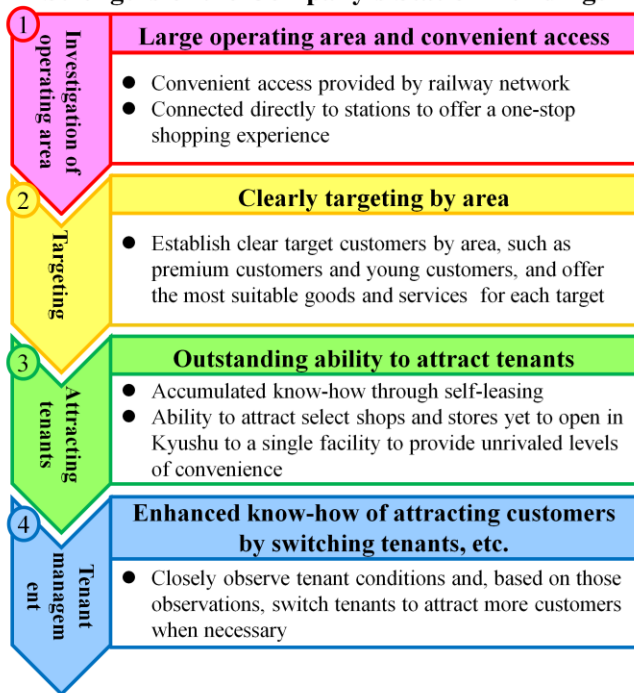 1
Investigation of
operating area
Large operating area and convenient access
● Convenient access provided by railway network
● Connected directly to stations to offer a one-stop
shopping experience
2
Targeting
Clearly targeting by area
● Establish clear target customers by area, such as
premium customers and young customers, and offer
the most suitable goods and services for each target
3
Attracting
tenants
Outstanding ability to attract tenants
● Accumulated know-how through self-leasing
● Ability to attract select shops and stores yet to open in
Kyushu to a single facility to provide unrivaled levels
of convenience
4
Tenant
managem
ent
Enhanced know-how of attracting customers
by switching tenants, etc.
● Closely observe tenant conditions and, based on those
observations, switch tenants to attract more customers
when necessary